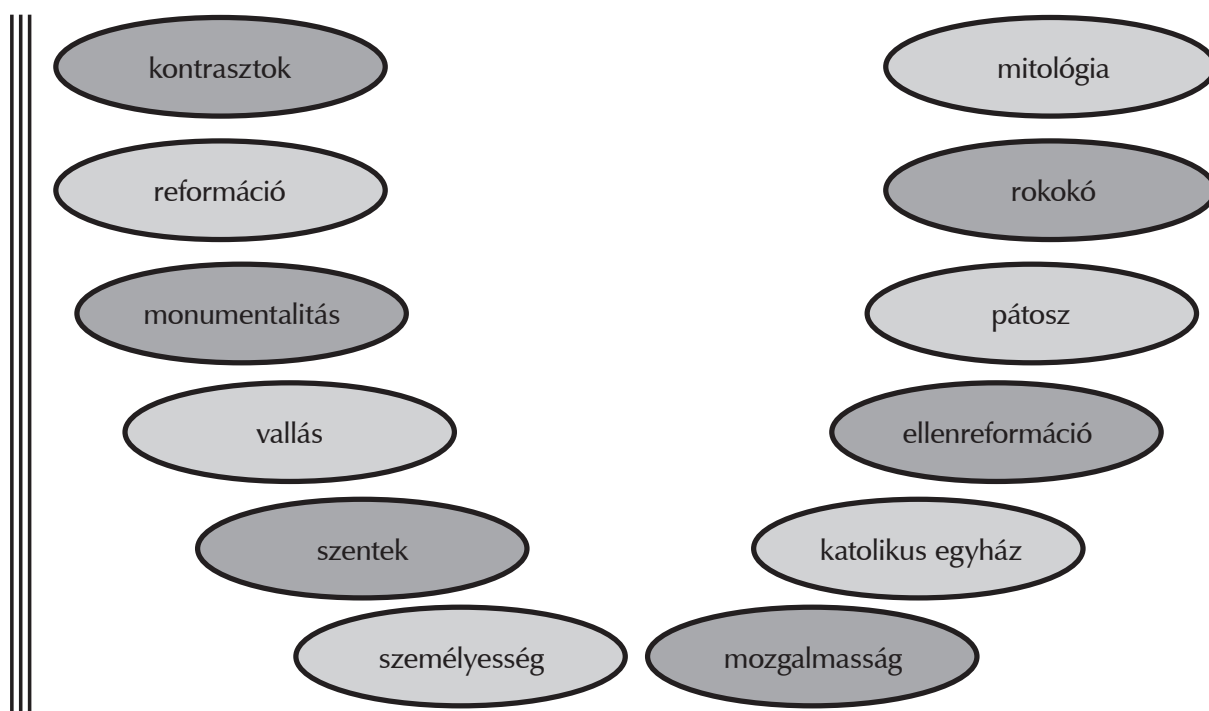 kontrasztok
mitológia
reformáció
rokokó
monumentalitás
pátosz
vallás
ellenreformáció
szentek
katolikus egyház
személyesség
mozgalmasság